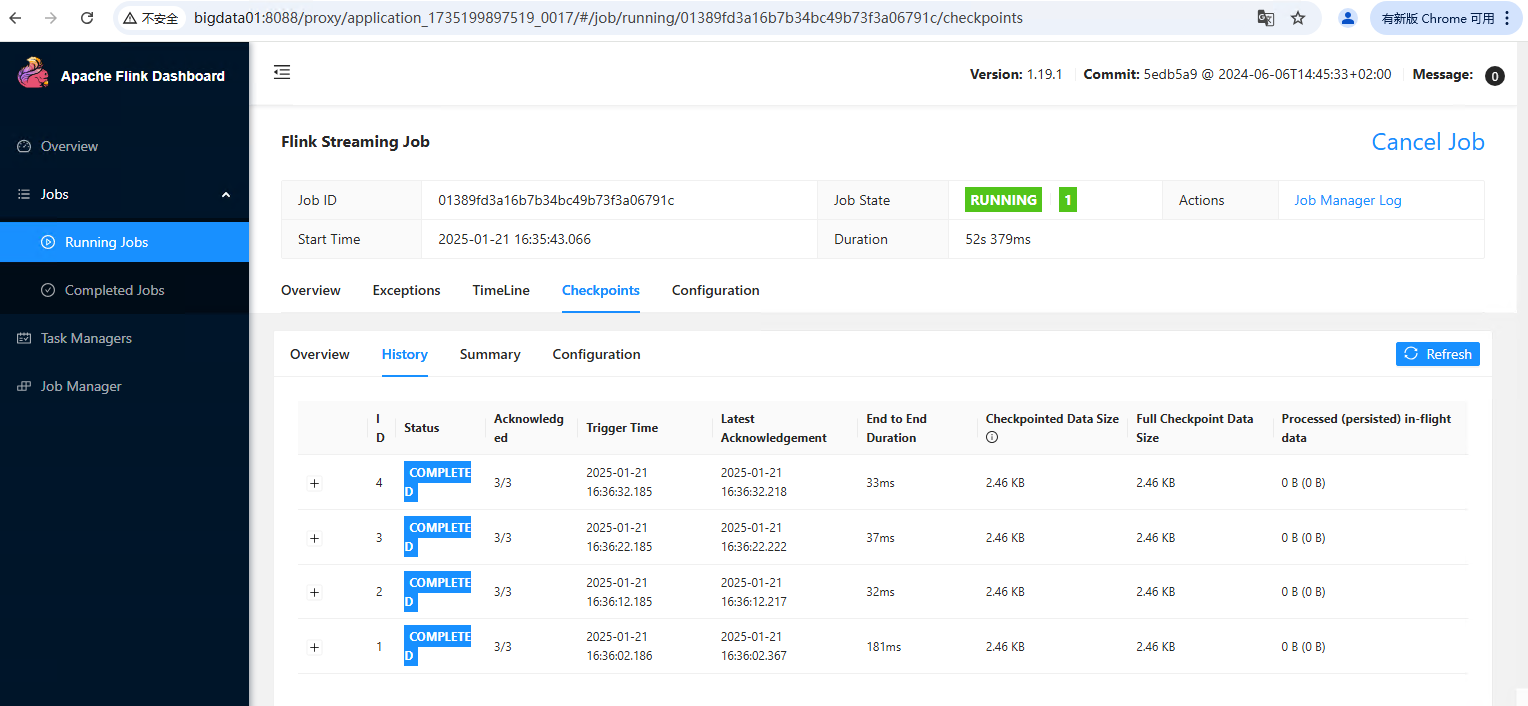 不安全 bigdata01:8088/proxy/application_1735199897519_0017/#/job/running/01389fd3a16b7b34bc49b73f3a06791c/checkpoints 有新版 Chrome 可用
Apache Flink Dashboard
Version: 1.19.1 Commit: 5edb5a9 @ 2024-06-06T14:45:33+02:00 Message: 0
Overview
Jobs
Running Jobs
Completed Jobs
Task Managers
Job Manager
Flink Streaming Job Cancel Job
Job ID 01389fd3a16b7b34bc49b73f3a06791c Job State RUNNING 1 Actions Job Manager Log
Start Time 2025-01-21 16:35:43.066 Duration 52s 379ms
Overview Exceptions TimeLine Checkpoints Configuration
Overview History Summary Configuration Refresh
I Acknowledg Latest End to End Checkpointed Data Size Full Checkpoint Data Processed (persisted) in-flight
D Status ed Trigger Time Acknowledgement Duration Size data
COMPLETE 2025-01-21 2025-01-21
+ 4 D 3/3 16:36:32.185 16:36:32.218 33ms 2.46 KB 2.46 KB 0 B (0 B)
COMPLETE 2025-01-21 2025-01-21
+ 3 D 3/3 16:36:22.185 16:36:22.222 37ms 2.46 KB 2.46 KB 0 B (0 B)
COMPLETE 2025-01-21 2025-01-21
+ 2 D 3/3 16:36:12.185 16:36:12.217 32ms 2.46 KB 2.46 KB 0 B (0 B)
COMPLETE 2025-01-21 2025-01-21
+ 1 D 3/3 16:36:02.186 16:36:02.367 181ms 2.46 KB 2.46 KB 0 B (0 B)